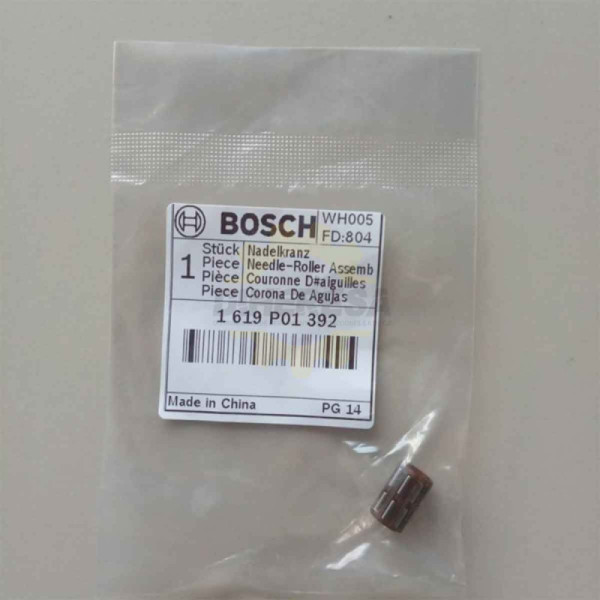 BOSCH
WH005
FD:804
1
Stück Nadelkranz
Piece Needle-Roller Assemb
Pièce Couronne D#aiguilles
Piece Corona De Agujas
1 619 P01 392
Made in China PG 14